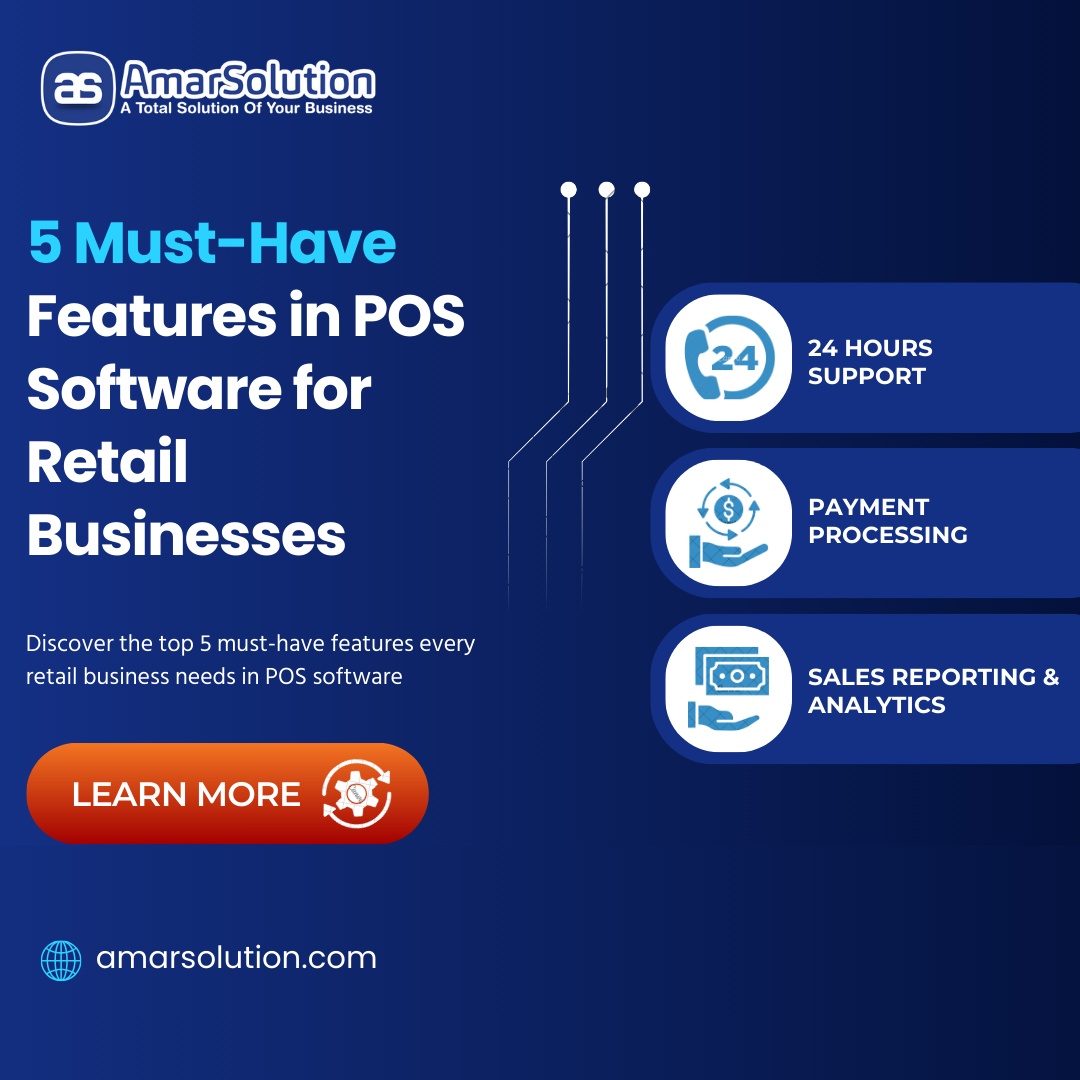 as AmarSolution
A Total Solution Of Your Business
5 Must-Have
Features in POS
Software for
Retail
Businesses
Discover the top 5 must-have features every
retail business needs in POS software
LEARN MORE
amarsolution.com
24
24 HOURS
SUPPORT
$
PAYMENT
PROCESSING
SALES REPORTING &
ANALYTICS